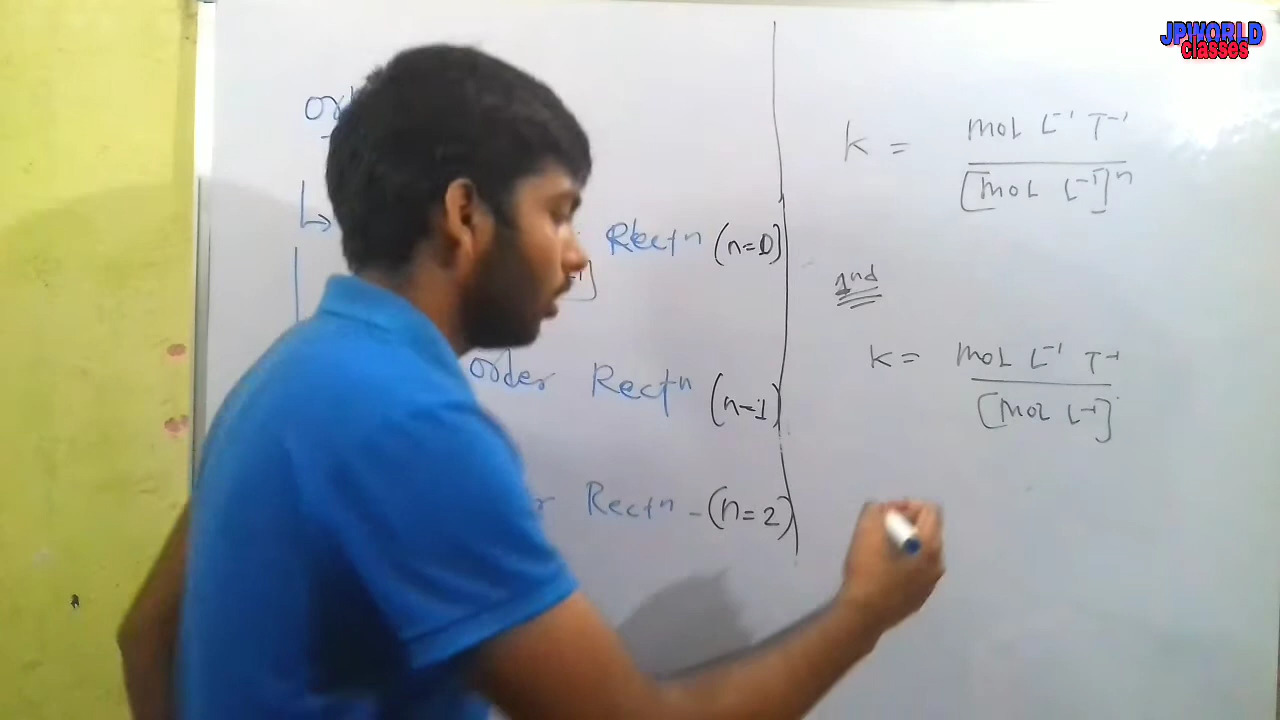 JPWORLD
classes
Rectⁿ (n=0)
order Rectⁿ (n=1)
Rectⁿ - (n=2)
k = mol L⁻¹ T⁻¹
[mol L⁻¹]ⁿ
1nd
k = mol L⁻¹ T⁻¹
[mol L⁻¹]